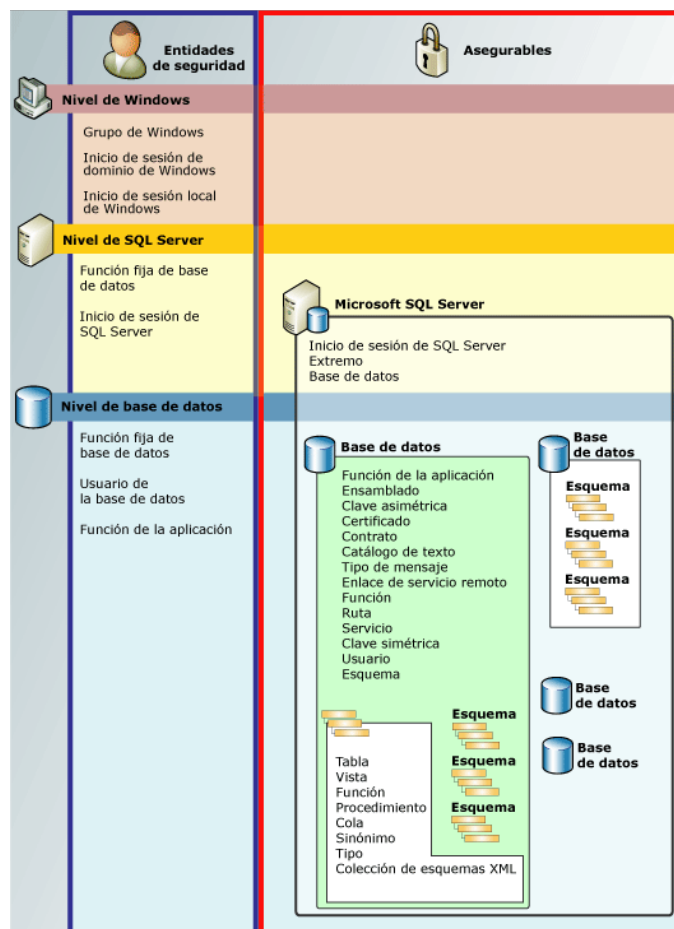 Entidades
de seguridad
Asegurables
Nivel de Windows
Grupo de Windows
Inicio de sesión de
dominio de Windows
Inicio de sesión local
de Windows
Nivel de SQL Server
Función fija de base
de datos
Inicio de sesión de
SQL Server
Microsoft SQL Server
Inicio de sesión de SQL Server
Extremo
Base de datos
Nivel de base de datos
Función fija de
base de datos
Usuario de
la base de datos
Función de la aplicación
Base de datos
Función de la aplicación
Ensamblado
Clave asimétrica
Certificado
Contrato
Catálogo de texto
Tipo de mensaje
Enlace de servicio remoto
Función
Ruta
Servicio
Clave simétrica
Usuario
Esquema
Esquema
Esquema
Esquema
Tabla
Vista
Función
Procedimiento
Cola
Sinónimo
Tipo
Colección de esquemas XML
Base
de datos
Esquema
Esquema
Esquema
Base
de datos
Base
de datos